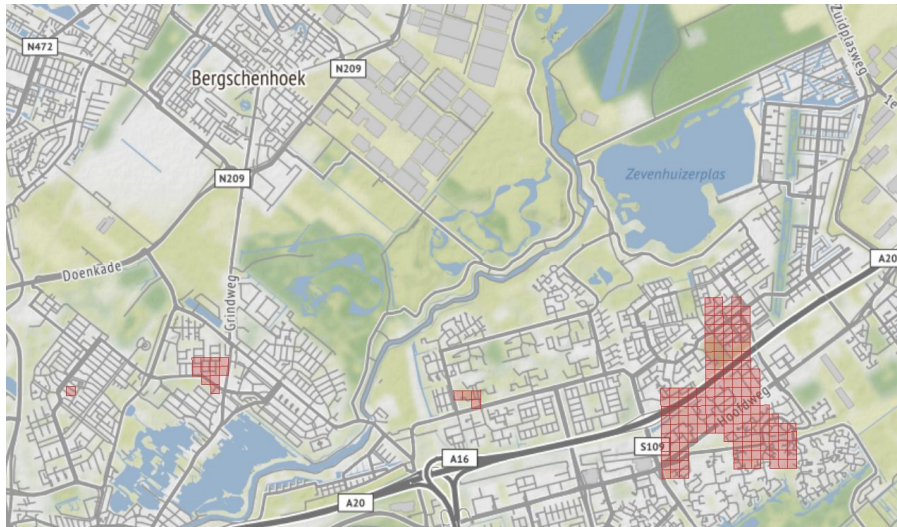 N472
Bergschenhoek
N209
Zuidplasweg
Zevenhuizerplas
N209
Doenkade
A20
Grindweg
Hoofdweg
S109
A16
A20